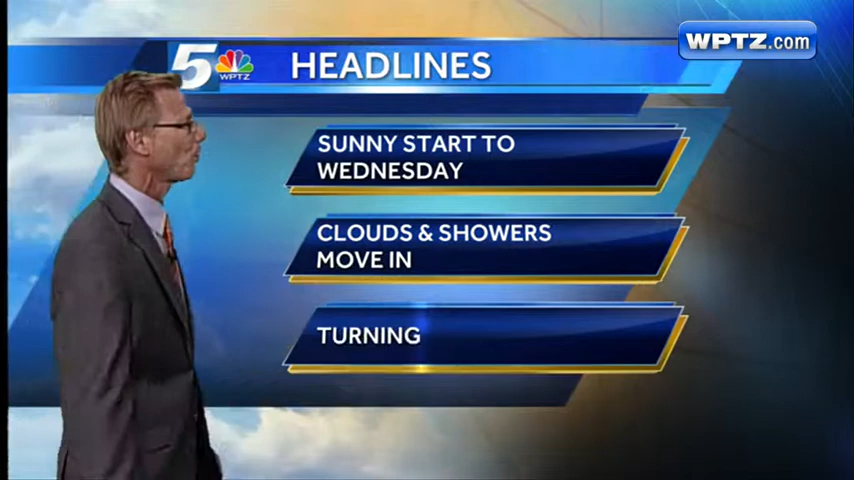 WPTZ.com
5 WPTZ HEADLINES
SUNNY START TO
WEDNESDAY
CLOUDS & SHOWERS
MOVE IN
TURNING